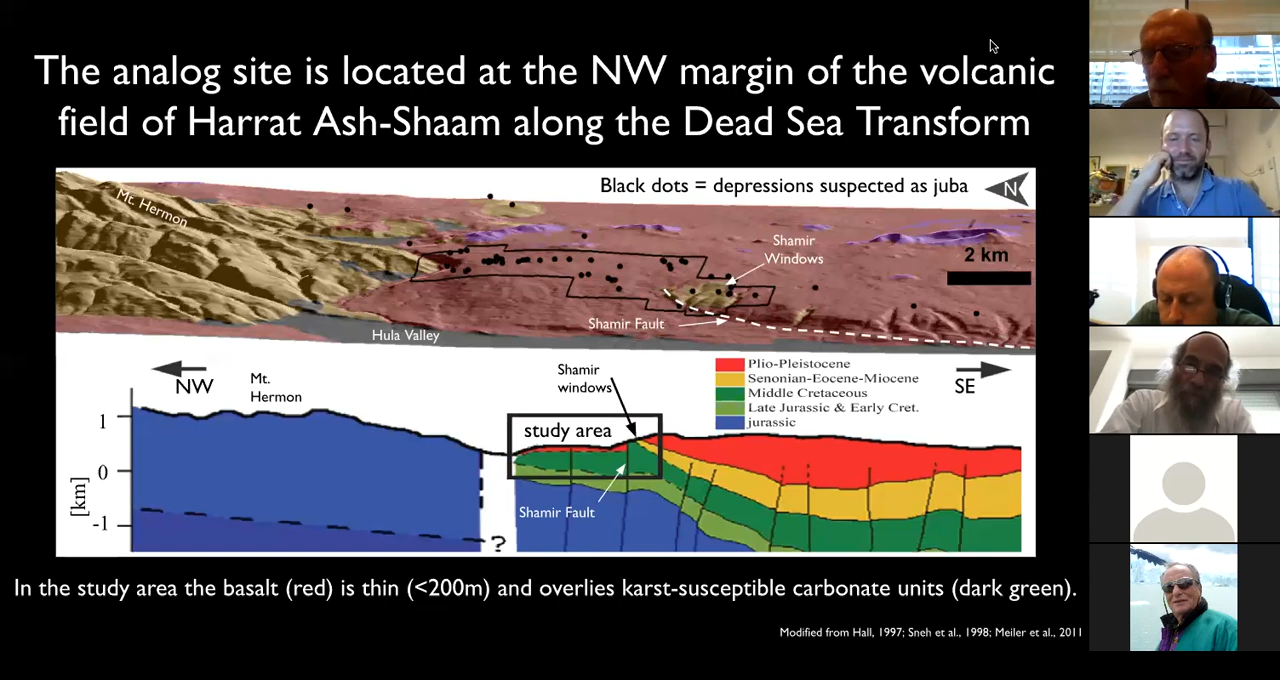 The analog site is located at the NW margin of the volcanic
field of Harrat Ash-Shaam along the Dead Sea Transform
Black dots = depressions suspected as juba
N
Mt. Hermon
Shamir
Windows
2 km
Shamir Fault
Hula Valley
NW
Mt.
Hermon
Shamir
windows
Plio-Pleistocene
Senonian-Eocene-Miocene
Middle Cretaceous
Late Jurassic & Early Cret.
jurassic
SE
1
study area
0
[km]
Shamir Fault
-1
?
In the study area the basalt (red) is thin (<200m) and overlies karst-susceptible carbonate units (dark green).
Modified from Hall, 1997; Sneh et al., 1998; Meiler et al., 2011